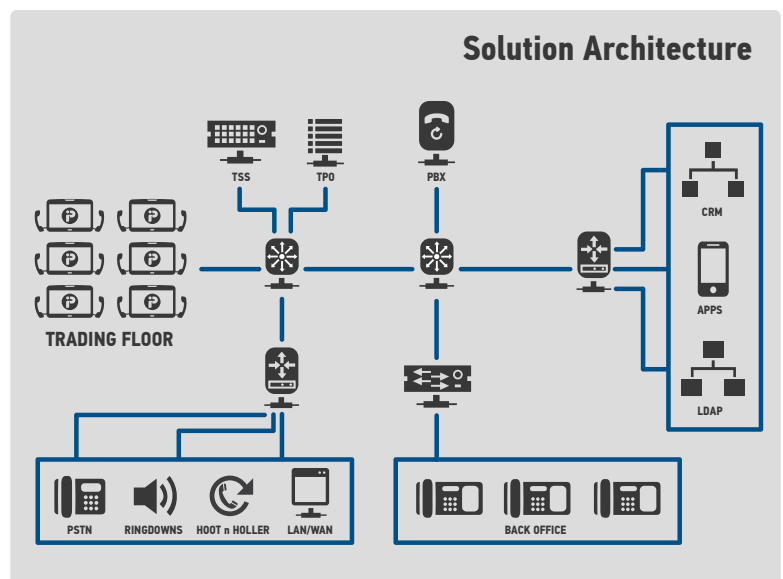 Solution Architecture
TSS
TPO
PBX
CRM
APPS
LDAP
TRADING FLOOR
PSTN
RINGDOWNS
HOOT n HOLLER
LAN/WAN
BACK OFFICE